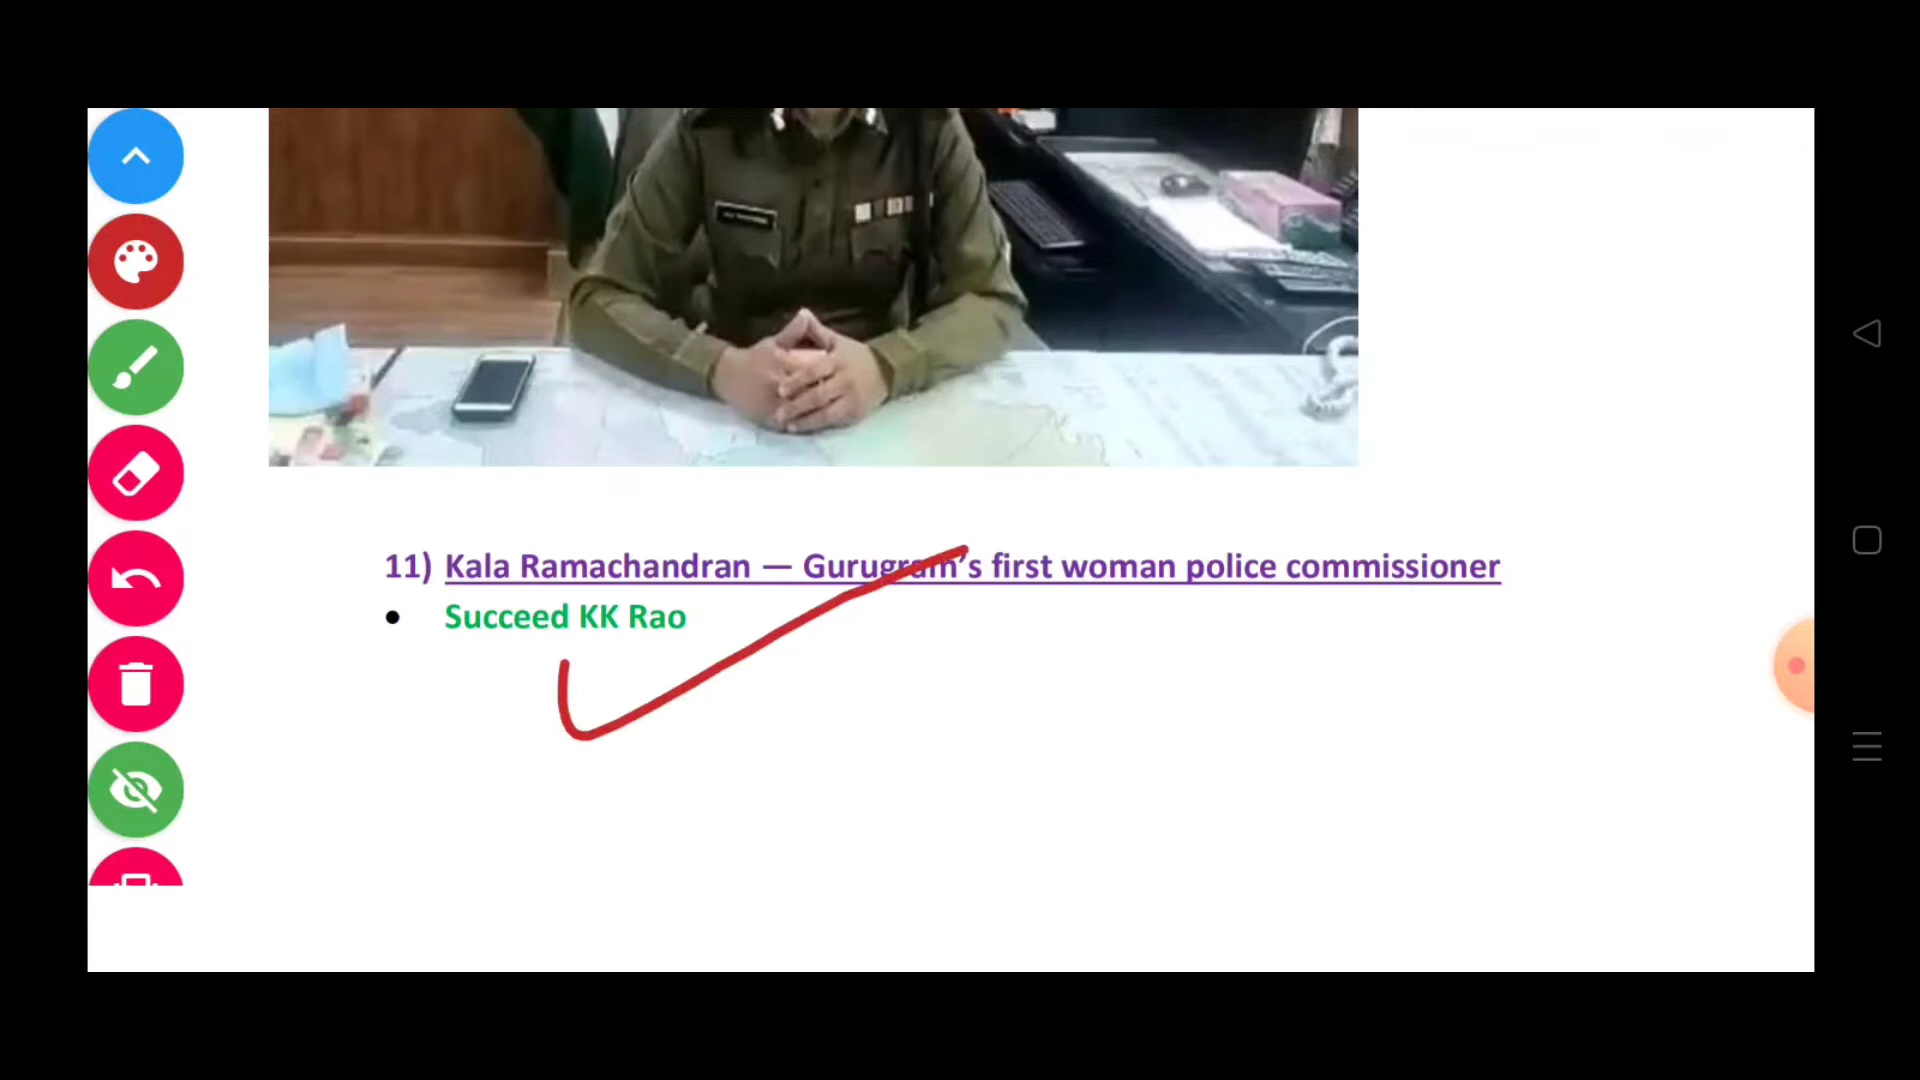 11) Kala Ramachandran — Gurugram's first woman police commissioner
• Succeed KK Rao